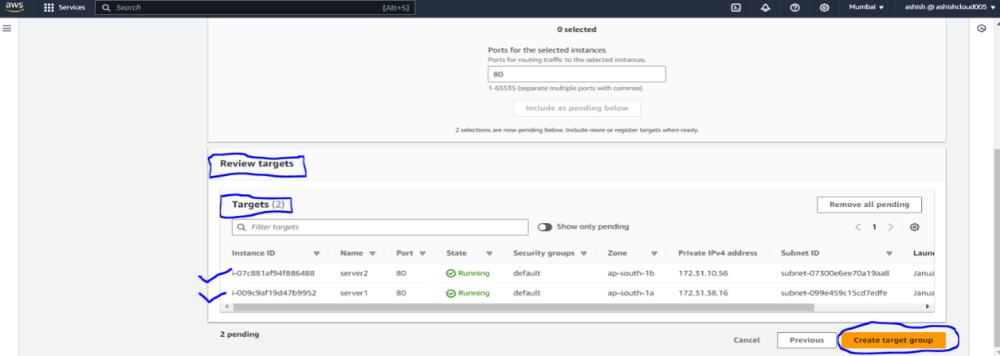 aws Services Search [Alt+S] Mumbai ashish @ ashishcloud005
0 selected
Ports for the selected instances
Ports for routing traffic to the selected instances.
80
1-65535 (separate multiple ports with commas)
Include as pending below
2 selections are now pending below. Include more or register targets when ready.
Review targets
Targets (2) Remove all pending
Filter targets Show only pending 1
Instance ID Name Port State Security groups Zone Private IPv4 address Subnet ID Laun
i-07c881af94f886488 server2 80 Running default ap-south-1b 172.31.10.56 subnet-07300e6ee70a19aa8 Janua
i-009c9af19d47b9952 server1 80 Running default ap-south-1a 172.31.38.16 subnet-099e459c15cd7edfe Janua
2 pending
Cancel Previous Create target group